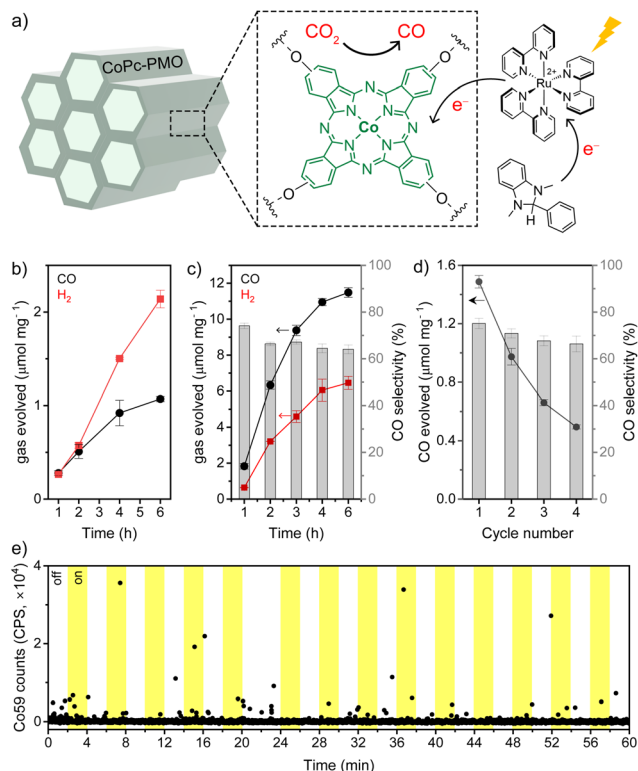 a)
CoPc-PMO
CO2
CO
O
O
N
N
N
N
N
Co
N
N
N
O
O
e−
N
N
N
2+
Ru
N
N
N
e−
N
N
H
b)
CO
H2
gas evolved (μmol mg−1)
2
1
0
1 2 3 4 5 6
Time (h)
c)
CO
H2
gas evolved (μmol mg−1)
12
10
8
6
4
2
0
1 2 3 4 6
Time (h)
100
80
60
40
20
0
CO selectivity (%)
d)
CO evolved (μmol mg−1)
1.6
1.2
0.8
0.4
0.0
1 2 3 4
Cycle number
100
80
60
40
20
0
CO selectivity (%)
e)
off
on
Co59 counts (CPS, ×10^4)
4
2
0
0 4 8 12 16 20 24 28 32 36 40 44 48 52 56 60
Time (min)